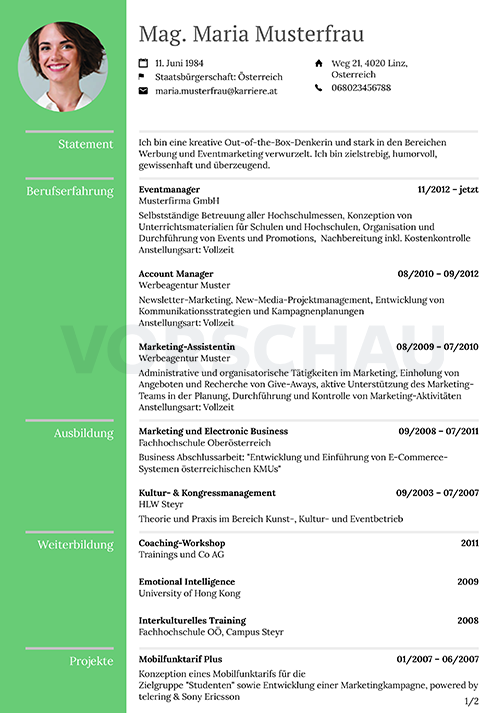 Mag. Maria Musterfrau
11. Juni 1984
Staatsbürgerschaft: Österreich
maria.musterfrau@karriere.at
Weg 21, 4020 Linz,
Österreich
068023456788
Statement
Ich bin eine kreative Out-of-the-Box-Denkerin und stark in den Bereichen
Werbung und Eventmarketing verwurzelt. Ich bin zielstrebig, humorvoll,
gewissenhaft und überzeugend.
Berufserfahrung
Eventmanager 11/2012 – jetzt
Musterfirma GmbH
Selbstständige Betreuung aller Hochschulmessen, Konzeption von
Unterrichtsmaterialien für Schulen und Hochschulen, Organisation und
Durchführung von Events und Promotions, Nachbereitung inkl. Kostenkontrolle
Anstellungsart: Vollzeit
Account Manager 08/2010 – 09/2012
Werbeagentur Muster
Newsletter-Marketing, New-Media-Projektmanagement, Entwicklung von
Kommunikationsstrategien und Kampagnenplanungen
Anstellungsart: Vollzeit
VORSCHAU
Marketing-Assistentin 08/2009 – 07/2010
Werbeagentur Muster
Administrative und organisatorische Tätigkeiten im Marketing, Einholung von
Angeboten und Recherche von Give-Aways, aktive Unterstützung des Marketing-
Teams in der Planung, Durchführung und Kontrolle von Marketing-Aktivitäten
Anstellungsart: Vollzeit
Ausbildung
Marketing und Electronic Business 09/2008 – 07/2011
Fachhochschule Oberösterreich
Business Abschlussarbeit: "Entwicklung und Einführung von E-Commerce-
Systemen österreichischen KMUs"
Kultur- & Kongressmanagement 09/2003 – 07/2007
HLW Steyr
Theorie und Praxis im Bereich Kunst-, Kultur- und Eventbetrieb
Weiterbildung
Coaching-Workshop 2011
Trainings und Co AG
Emotional Intelligence 2009
University of Hong Kong
Interkulturelles Training 2008
Fachhochschule OÖ, Campus Steyr
Projekte
Mobilfunktarif Plus 01/2007 – 06/2007
Konzeption eines Mobilfunktarifs für die
Zielgruppe "Studenten" sowie Entwicklung einer Marketingkampagne, powered by
telering & Sony Ericsson
1/2